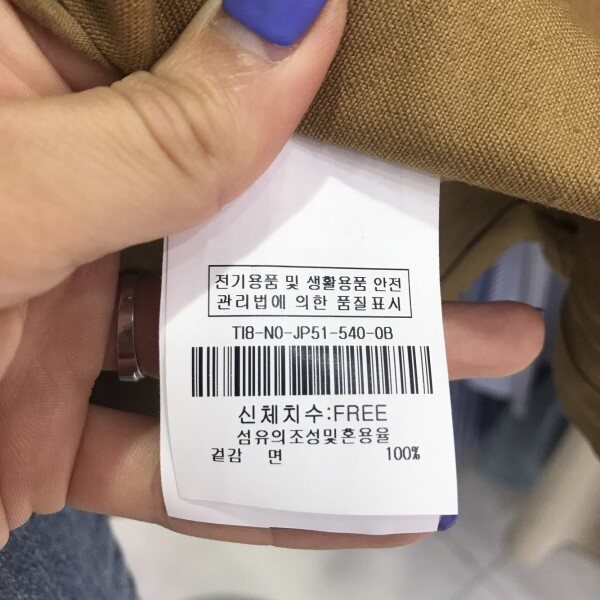 전기용품 및 생활용품 안전
관리법에 의한 품질표시
TI8-N0-JP51-540-0B
신체치수:FREE
섬유의조성및혼용율
겉감 면 100%